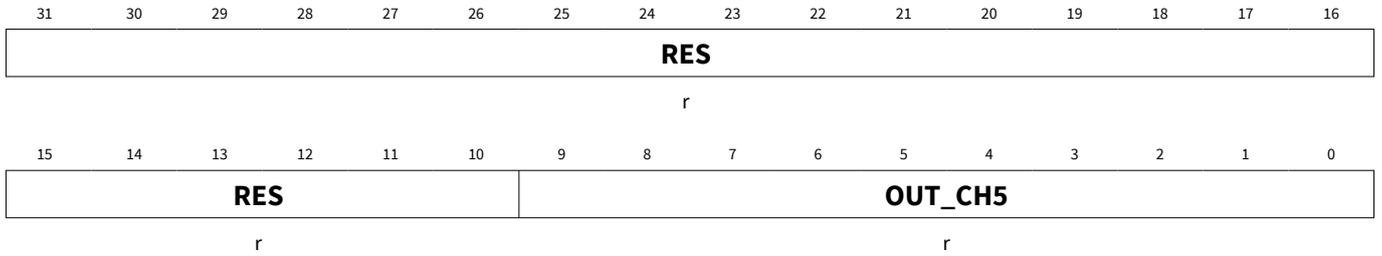 31 30 29 28 27 26 25 24 23 22 21 20 19 18 17 16
RES
r
15 14 13 12 11 10 9 8 7 6 5 4 3 2 1 0
RES OUT_CH5
r r